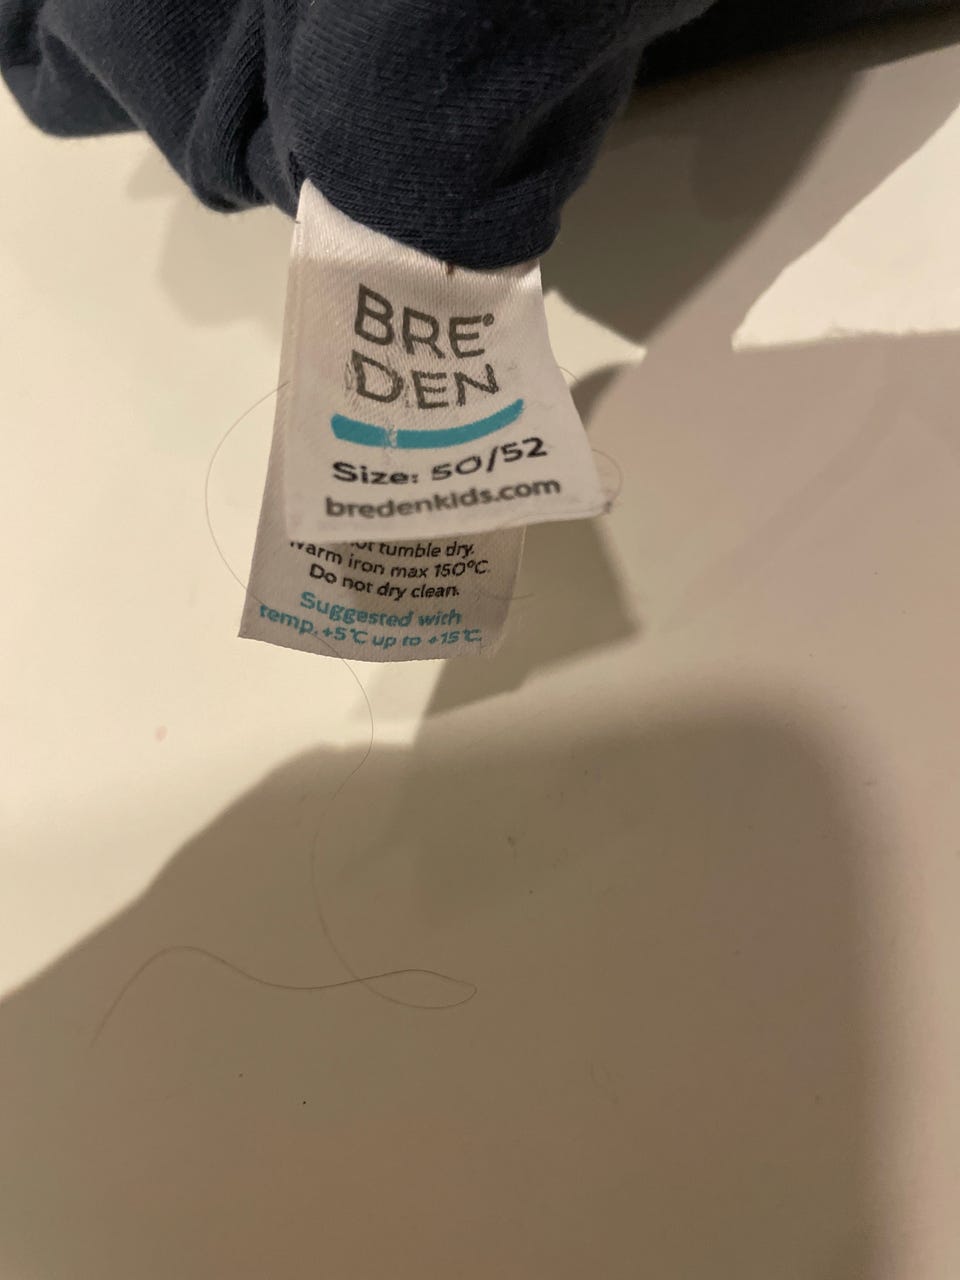 BRE
DEN
Size: 50/52
bredenkids.com
not tumble dry.
Warm iron max 150°C.
Do not dry clean.
Suggested with
temp. +5°C up to +15°C